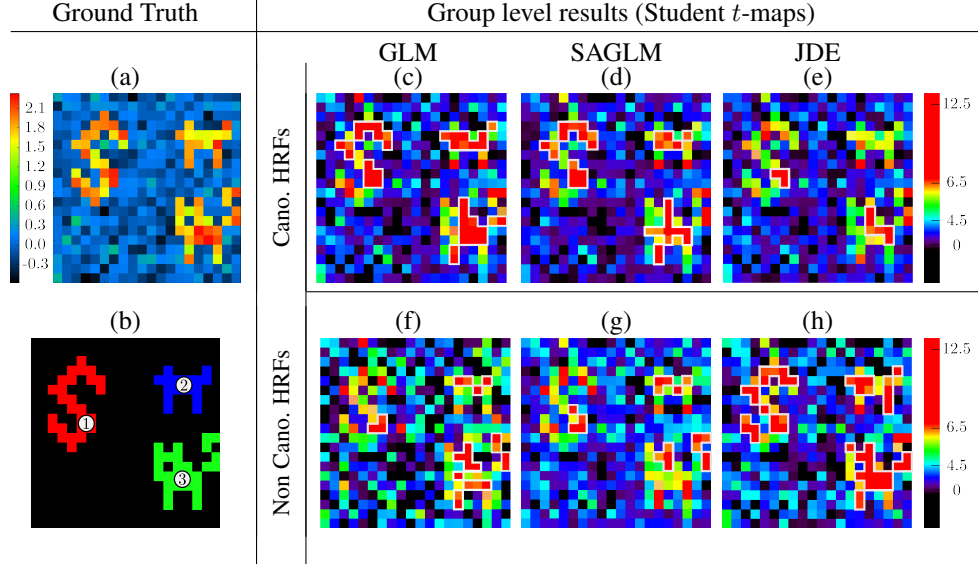 Ground Truth
Group level results (Student t-maps)
GLM SAGLM JDE
(a) (c) (d) (e)
2.1
1.8
1.5
1.2
0.9
0.6
0.3
0.0
-0.3
Cano. HRFs
12.5
6.5
4.5
0
(b) (f) (g) (h)
1
2
3
Non Cano. HRFs
12.5
6.5
4.5
0